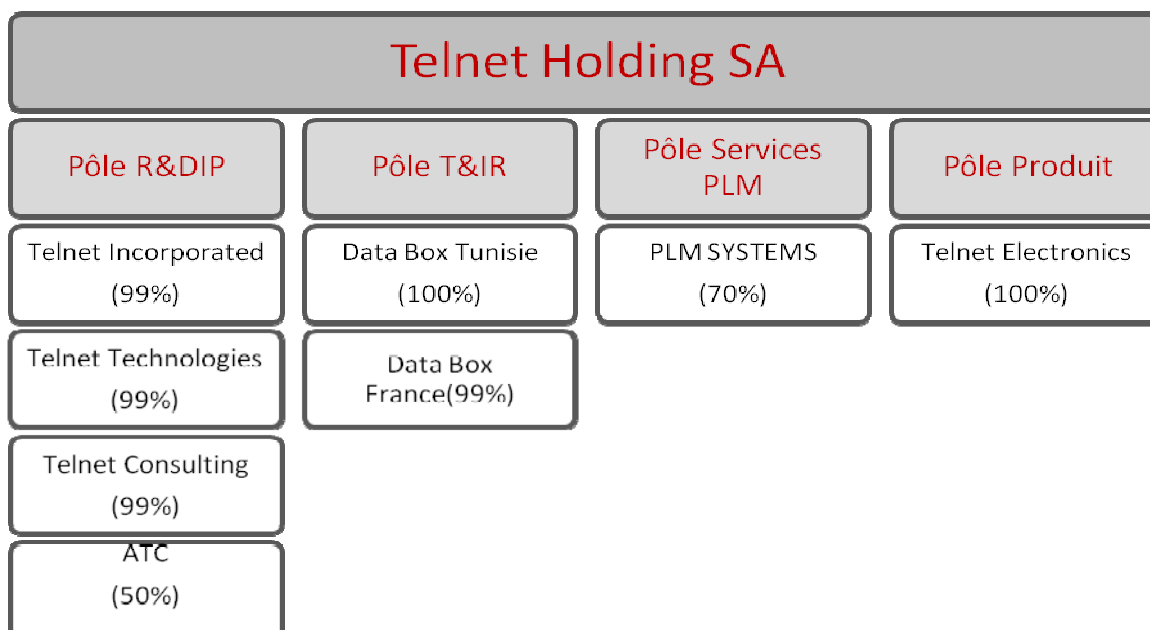 Telnet Holding SA
Pôle R&DIP
Pôle T&IR
Pôle Services
PLM
Pôle Produit
Telnet Incorporated
(99%)
Data Box Tunisie
(100%)
PLM SYSTEMS
(70%)
Telnet Electronics
(100%)
Telnet Technologies
(99%)
Data Box
France(99%)
Telnet Consulting
(99%)
ATC
(50%)